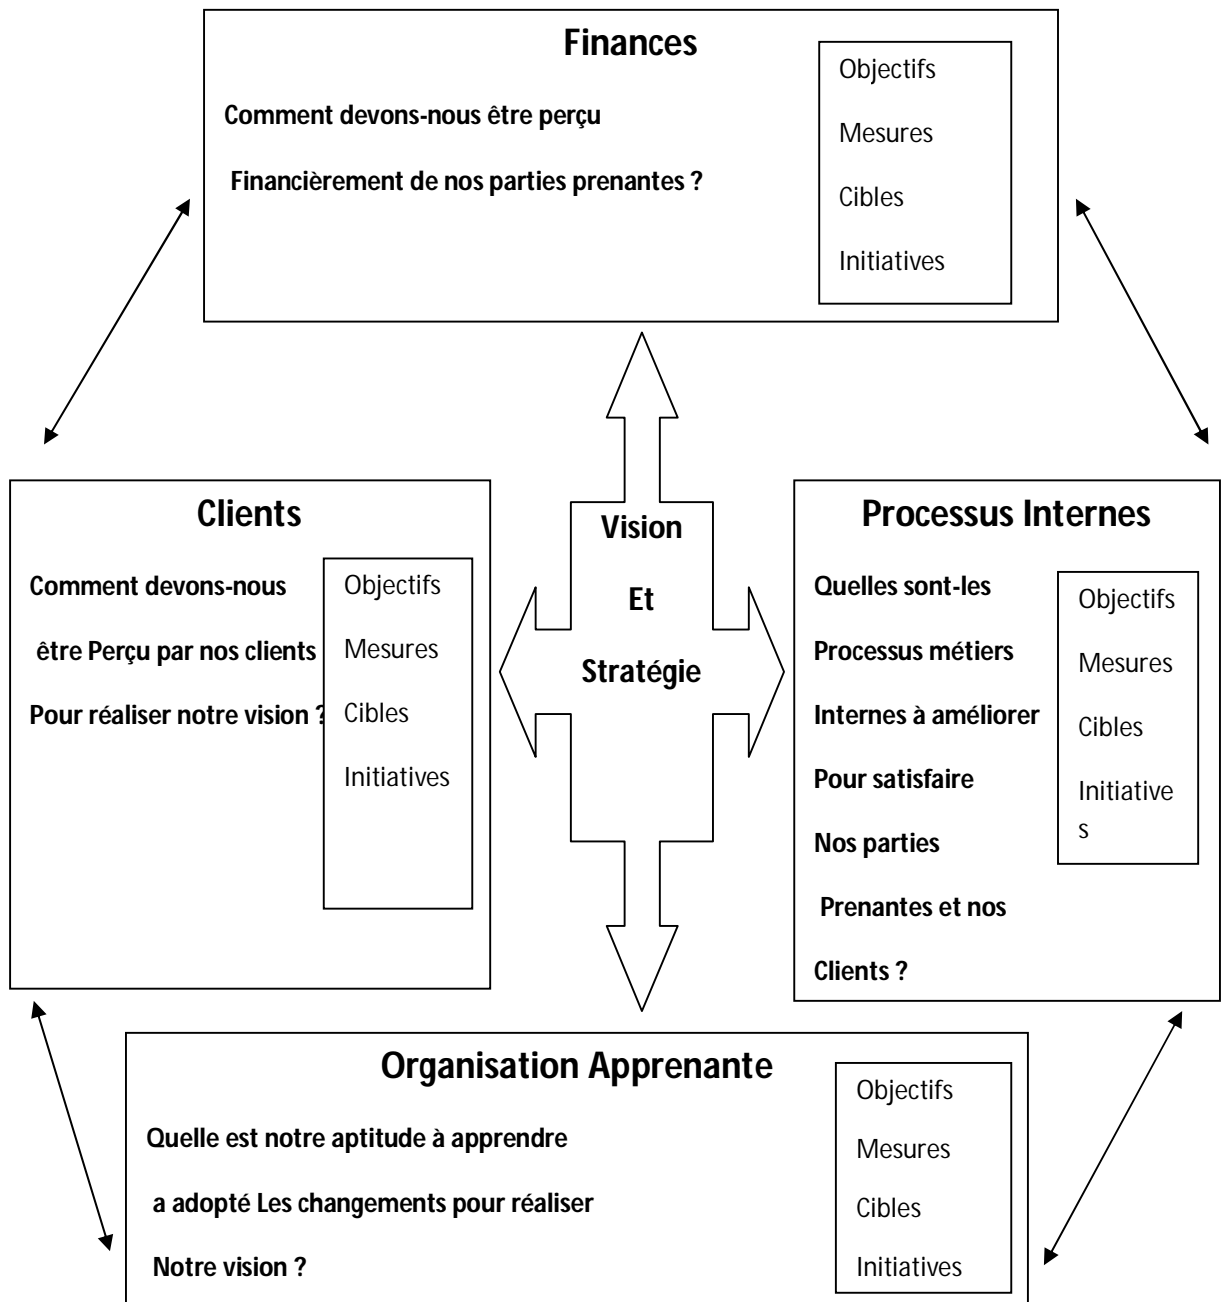 Finances
Comment devons-nous être perçu
Financièrement de nos parties prenantes ?
Objectifs
Mesures
Cibles
Initiatives
Clients
Comment devons-nous
être Perçu par nos clients
Pour réaliser notre vision ?
Objectifs
Mesures
Cibles
Initiatives
Vision
Et
Stratégie
Processus Internes
Quelles sont-les
Processus métiers
Internes à améliorer
Pour satisfaire
Nos parties
Prenantes et nos
Clients ?
Objectifs
Mesures
Cibles
Initiative
s
Organisation Apprenante
Quelle est notre aptitude à apprendre
a adopté Les changements pour réaliser
Notre vision ?
Objectifs
Mesures
Cibles
Initiatives